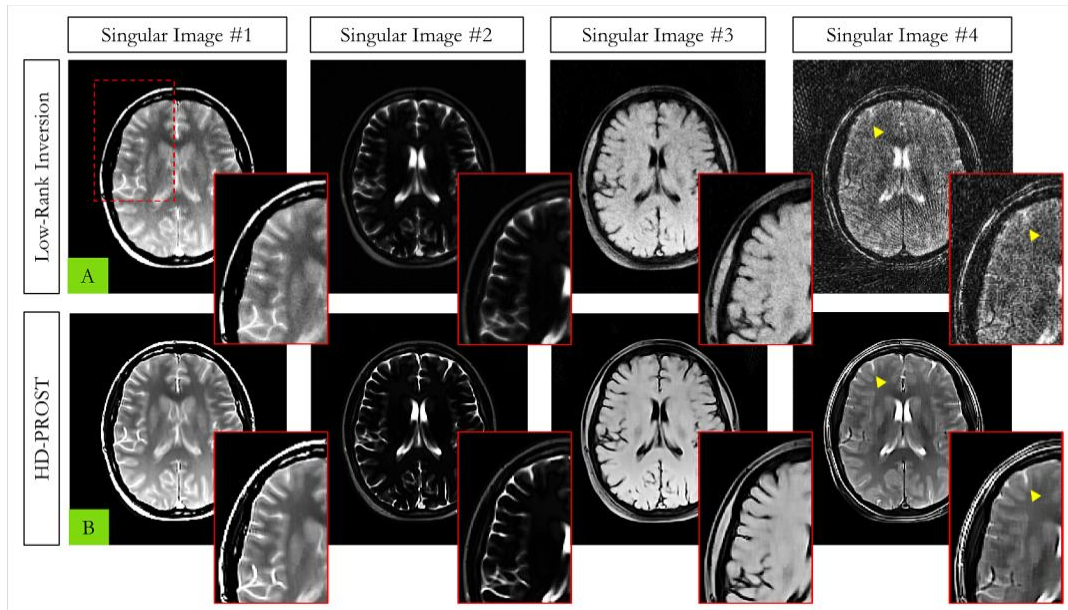 Singular Image #1
Singular Image #2
Singular Image #3
Singular Image #4
Low-Rank Inversion
A
HD-PROST
B